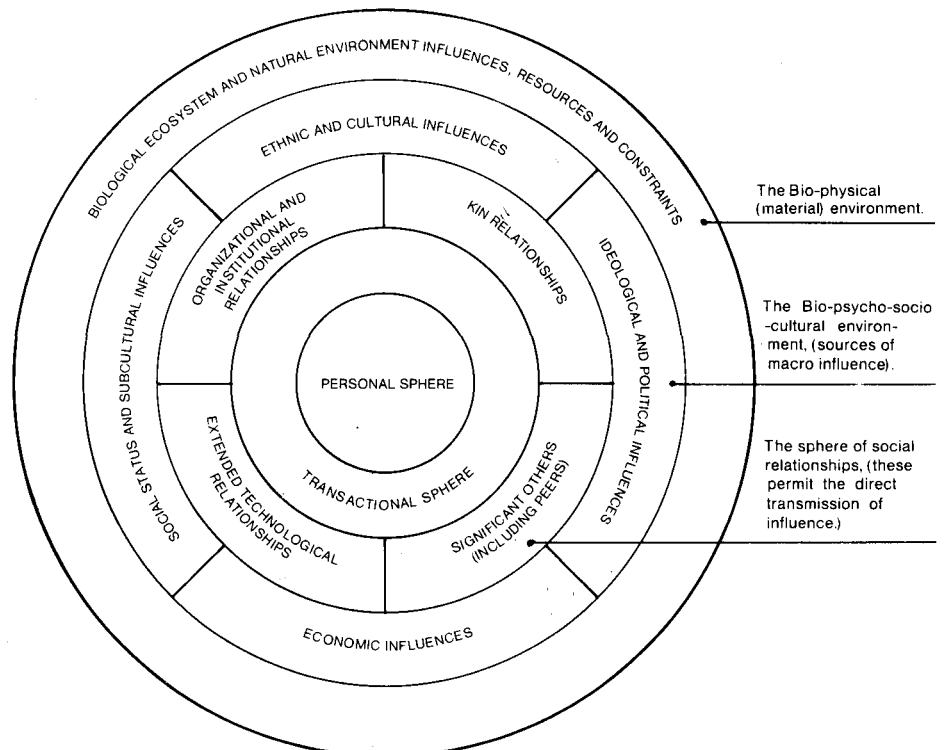 BIOLOGICAL ECOSYSTEM AND NATURAL ENVIRONMENT INFLUENCES, RESOURCES AND CONSTRAINTS
ETHNIC AND CULTURAL INFLUENCES
SOCIAL STATUS AND SUBCULTURAL INFLUENCES
IDEOLOGICAL AND POLITICAL INFLUENCES
ECONOMIC INFLUENCES
ORGANIZATIONAL AND
INSTITUTIONAL
RELATIONSHIPS
KIN RELATIONSHIPS
EXTENDED TECHNOLOGICAL
RELATIONSHIPS
SIGNIFICANT OTHERS
(INCLUDING PEERS)
PERSONAL SPHERE
TRANSACTIONAL SPHERE
The Bio-physical
(material) environment.
The Bio-psycho-socio
-cultural environ-
ment, (sources of
macro influence).
The sphere of social
relationships, (these
permit the direct
transmission of
influence.)